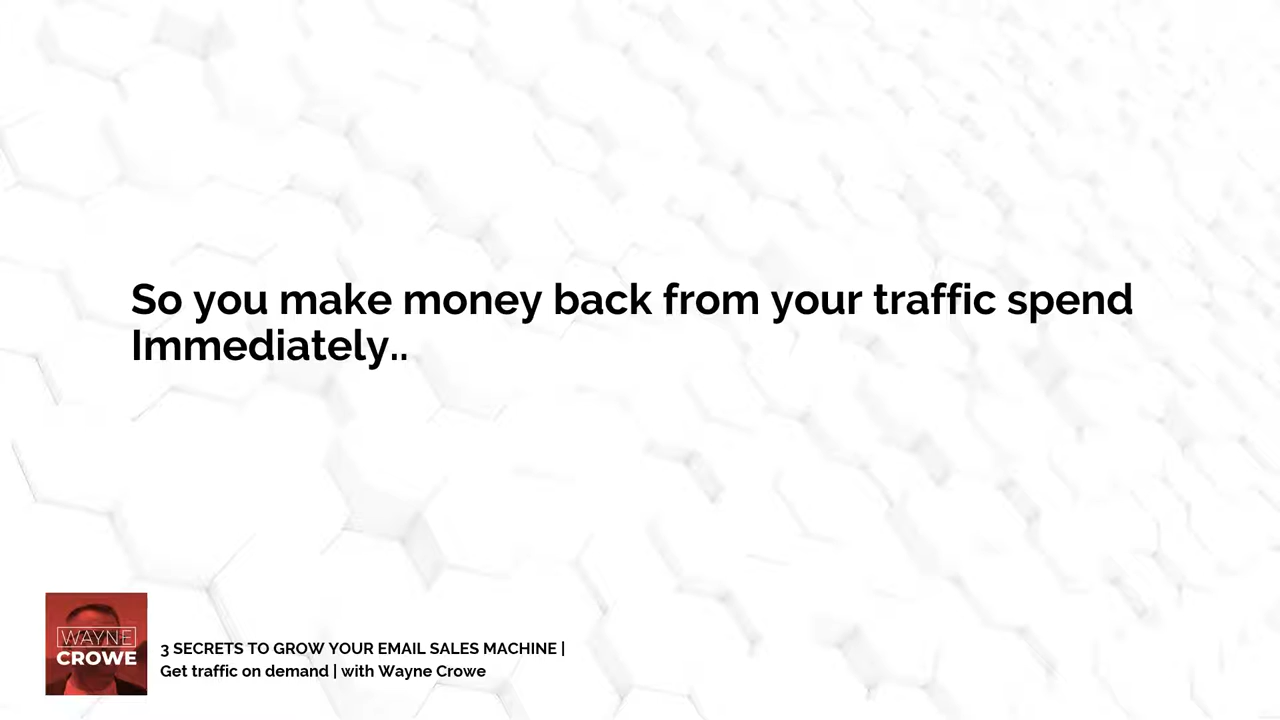 So you make money back from your traffic spend
Immediately..
WAYNE
CROWE
3 SECRETS TO GROW YOUR EMAIL SALES MACHINE |
Get traffic on demand | with Wayne Crowe